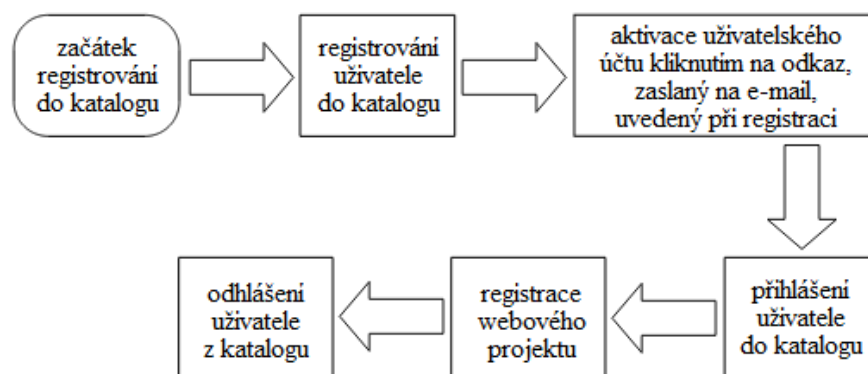 začátek
registrování
do katalogu
registrování
uživatele
do katalogu
aktivace uživatelského
účtu kliknutím na odkaz,
zaslaný na e-mail,
uvedený při registraci
přihlášení
uživatele
do katalogu
registrace
webového
projektu
odhlášení
uživatele
z katalogu